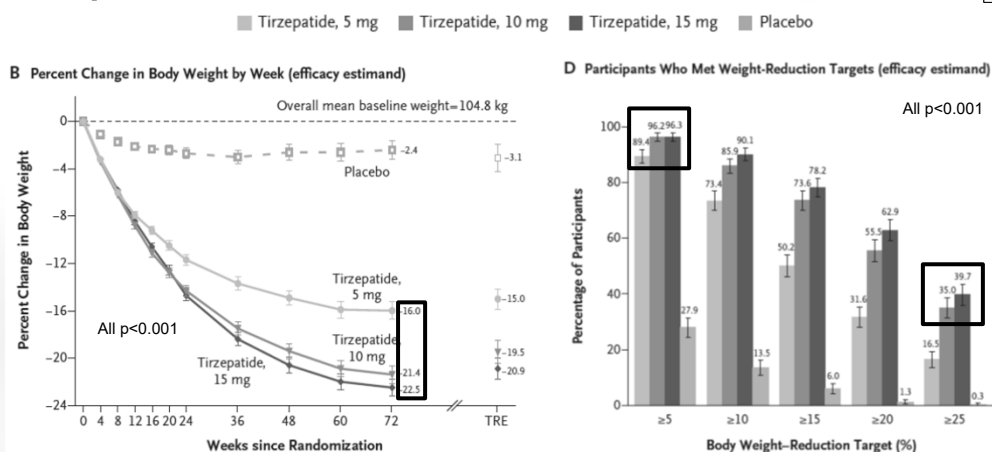 Tirzepatide, 5 mg Tirzepatide, 10 mg Tirzepatide, 15 mg Placebo
B Percent Change in Body Weight by Week (efficacy estimand)
Overall mean baseline weight=104.8 kg
Percent Change in Body Weight
0
-4
-8
-12
-16
-20
-24
-2.4
-3.1
Placebo
Tirzepatide,
5 mg
-16.0
-15.0
All p<0.001
Tirzepatide,
10 mg
-19.5
Tirzepatide,
15 mg
-21.4
-20.9
-22.5
0 4 8 12 16 20 24 36 48 60 72 TRE
Weeks since Randomization
D Participants Who Met Weight-Reduction Targets (efficacy estimand)
All p<0.001
Percentage of Participants
100
80
60
40
20
0
89.4 96.2 96.3 27.9
73.4 85.9 90.1 13.5
50.2 73.6 78.2 6.0
31.6 55.5 62.9 1.3
16.5 35.0 39.7 0.3
≥5 ≥10 ≥15 ≥20 ≥25
Body Weight–Reduction Target (%)